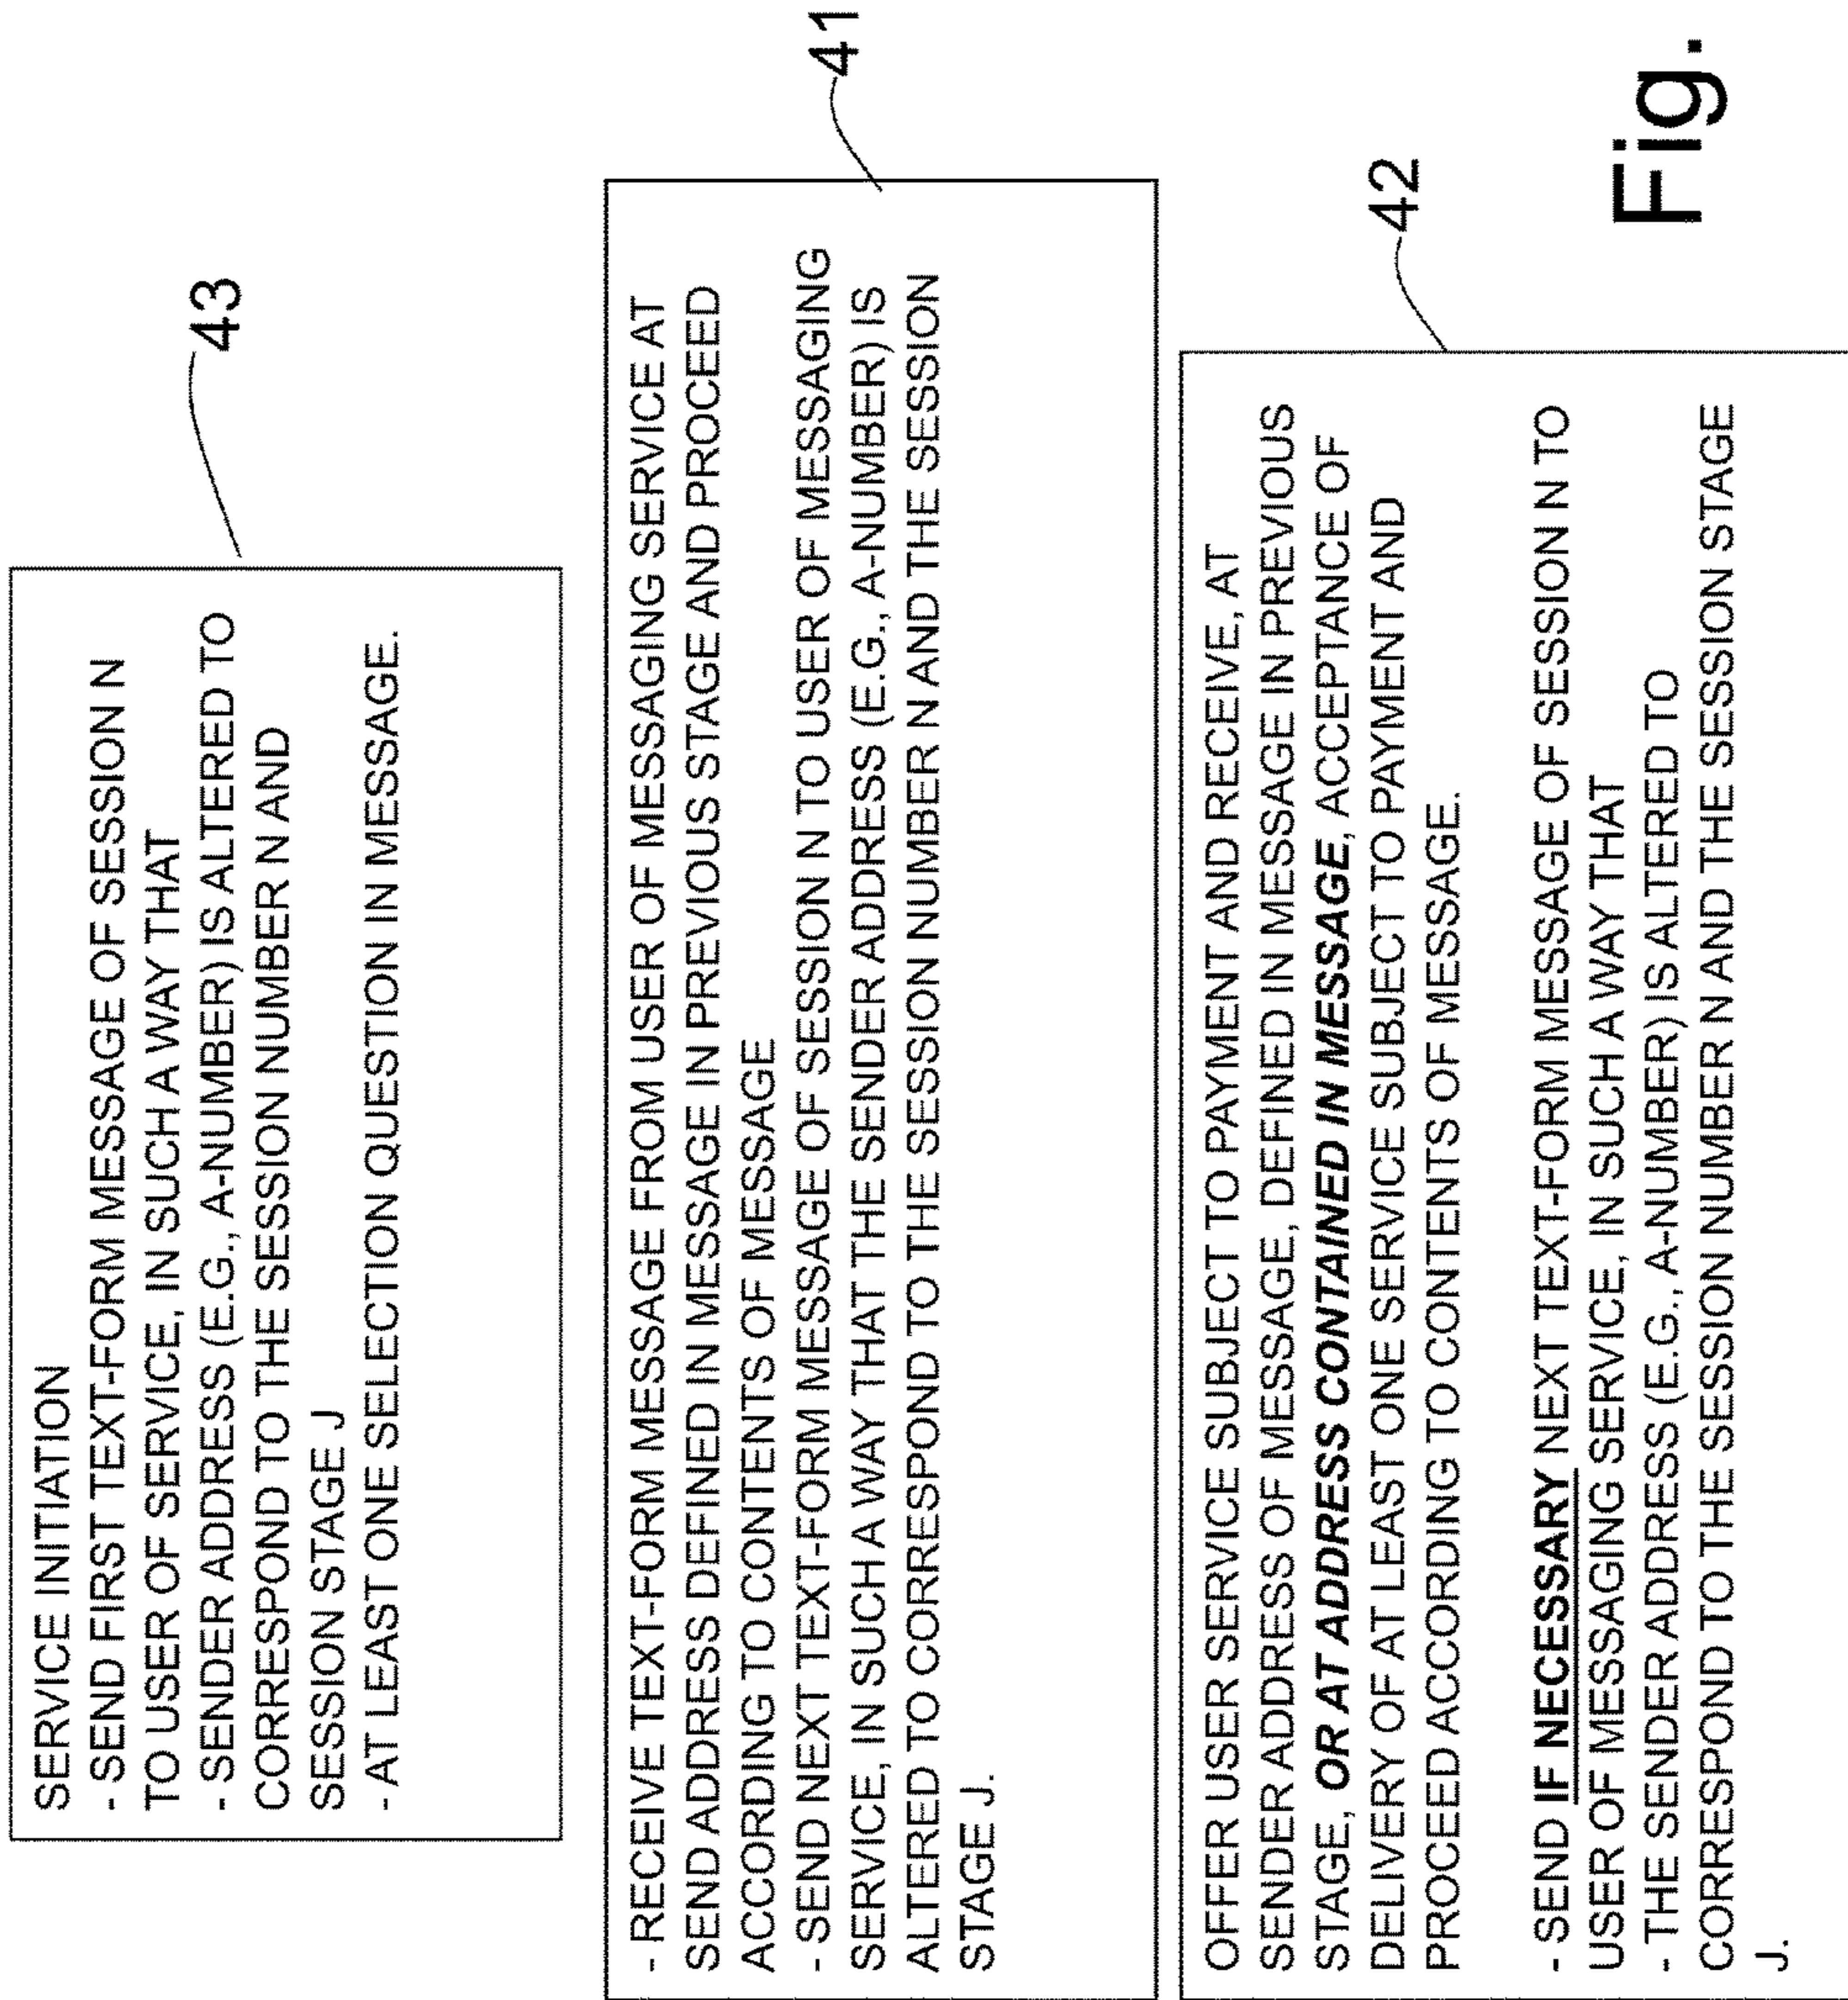 SERVICE INITIATION
- SEND FIRST TEXT-FORM MESSAGE OF SESSION N
TO USER OF SERVICE, IN SUCH A WAY THAT
- SENDER ADDRESS (E.G., A-NUMBER) IS ALTERED TO
CORRESPOND TO THE SESSION NUMBER N AND
SESSION STAGE J
- AT LEAST ONE SELECTION QUESTION IN MESSAGE.
43
- RECEIVE TEXT-FORM MESSAGE FROM USER OF MESSAGING SERVICE AT
SEND ADDRESS DEFINED IN MESSAGE IN PREVIOUS STAGE AND PROCEED
ACCORDING TO CONTENTS OF MESSAGE
- SEND NEXT TEXT-FORM MESSAGE OF SESSION N TO USER OF MESSAGING
SERVICE, IN SUCH A WAY THAT THE SENDER ADDRESS (E.G., A-NUMBER) IS
ALTERED TO CORRESPOND TO THE SESSION NUMBER N AND THE SESSION
STAGE J.
41
OFFER USER SERVICE SUBJECT TO PAYMENT AND RECEIVE, AT
SENDER ADDRESS OF MESSAGE, DEFINED IN MESSAGE IN PREVIOUS
STAGE, OR AT ADDRESS CONTAINED IN MESSAGE, ACCEPTANCE OF
DELIVERY OF AT LEAST ONE SERVICE SUBJECT TO PAYMENT AND
PROCEED ACCORDING TO CONTENTS OF MESSAGE.
- SEND IF NECESSARY NEXT TEXT-FORM MESSAGE OF SESSION N TO
USER OF MESSAGING SERVICE, IN SUCH A WAY THAT
- THE SENDER ADDRESS (E.G., A-NUMBER) IS ALTERED TO
CORRESPOND TO THE SESSION NUMBER N AND THE SESSION STAGE
J.
42
Fig.